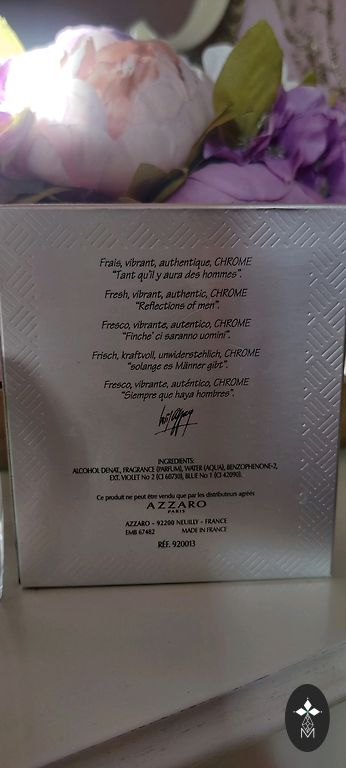 Frais, vibrant, authentique, CHROME
"Tant qu'il y aura des hommes".
Fresh, vibrant, authentic, CHROME
"Reflections of men".
Fresco, vibrante, autentico, CHROME
"Finche' ci saranno uomini".
Frisch, kraftvoll, unwiderstehlich, CHROME
"solange es Männer gibt".
Fresco, vibrante, auténtico, CHROME
"Siempre que haya hombres".
INGREDIENTS:
ALCOHOL DENAT., FRAGRANCE (PARFUM), WATER (AQUA), BENZOPHENONE-2,
EXT. VIOLET No 2 (CI 60730), BLUE No 1 (CI 42090).
Ce produit ne peut être vendu que par les distributeurs agréés
AZZARO
PARIS
AZZARO - 92200 NEUILLY - FRANCE
EMB 67482 MADE IN FRANCE
RÉF. 920013